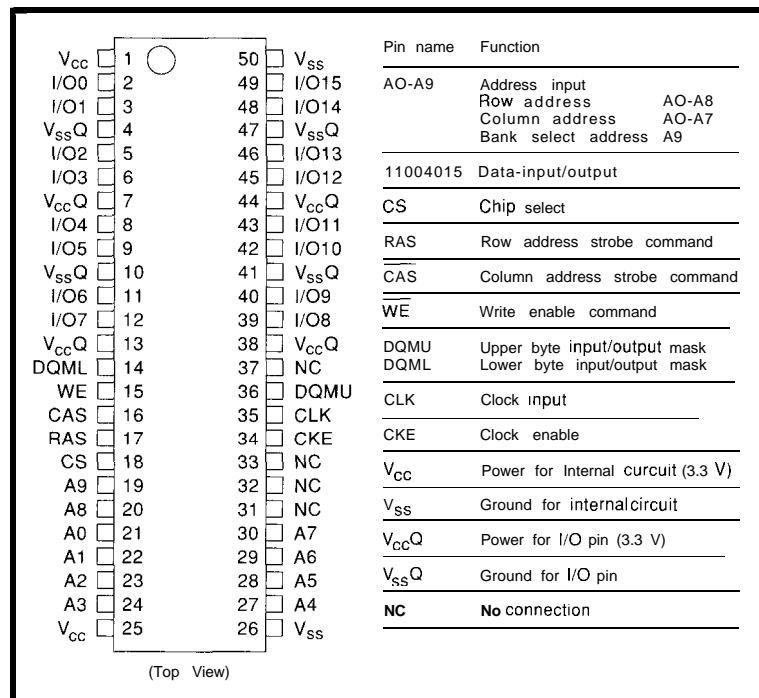 VCC 1 50 VSS
I/O0 2 49 I/O15
I/O1 3 48 I/O14
VSSQ 4 47 VSSQ
I/O2 5 46 I/O13
I/O3 6 45 I/O12
VCCQ 7 44 VCCQ
I/O4 8 43 I/O11
I/O5 9 42 I/O10
VSSQ 10 41 VSSQ
I/O6 11 40 I/O9
I/O7 12 39 I/O8
VCCQ 13 38 VCCQ
DQML 14 37 NC
WE 15 36 DQMU
CAS 16 35 CLK
RAS 17 34 CKE
CS 18 33 NC
A9 19 32 NC
A8 20 31 NC
A0 21 30 A7
A1 22 29 A6
A2 23 28 A5
A3 24 27 A4
VCC 25 26 VSS
(Top View)
Pin name Function
AO-A9 Address input
Row address AO-A8
Column address AO-A7
Bank select address A9
11004015 Data-input/output
CS Chip select
RAS Row address strobe command
CAS Column address strobe command
WE Write enable command
DQMU Upper byte input/output mask
DQML Lower byte input/output mask
CLK Clock input
CKE Clock enable
VCC Power for Internal curcuit (3.3 V)
VSS Ground for internal circuit
VCCQ Power for I/O pin (3.3 V)
VSSQ Ground for I/O pin
NC No connection